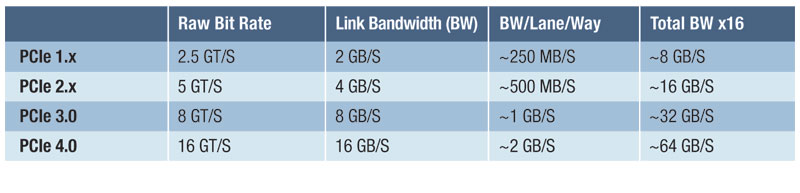 Raw Bit Rate Link Bandwidth (BW) BW/Lane/Way Total BW x16
PCIe 1.x 2.5 GT/S 2 GB/S ~250 MB/S ~8 GB/S
PCIe 2.x 5 GT/S 4 GB/S ~500 MB/S ~16 GB/S
PCIe 3.0 8 GT/S 8 GB/S ~1 GB/S ~32 GB/S
PCIe 4.0 16 GT/S 16 GB/S ~2 GB/S ~64 GB/S